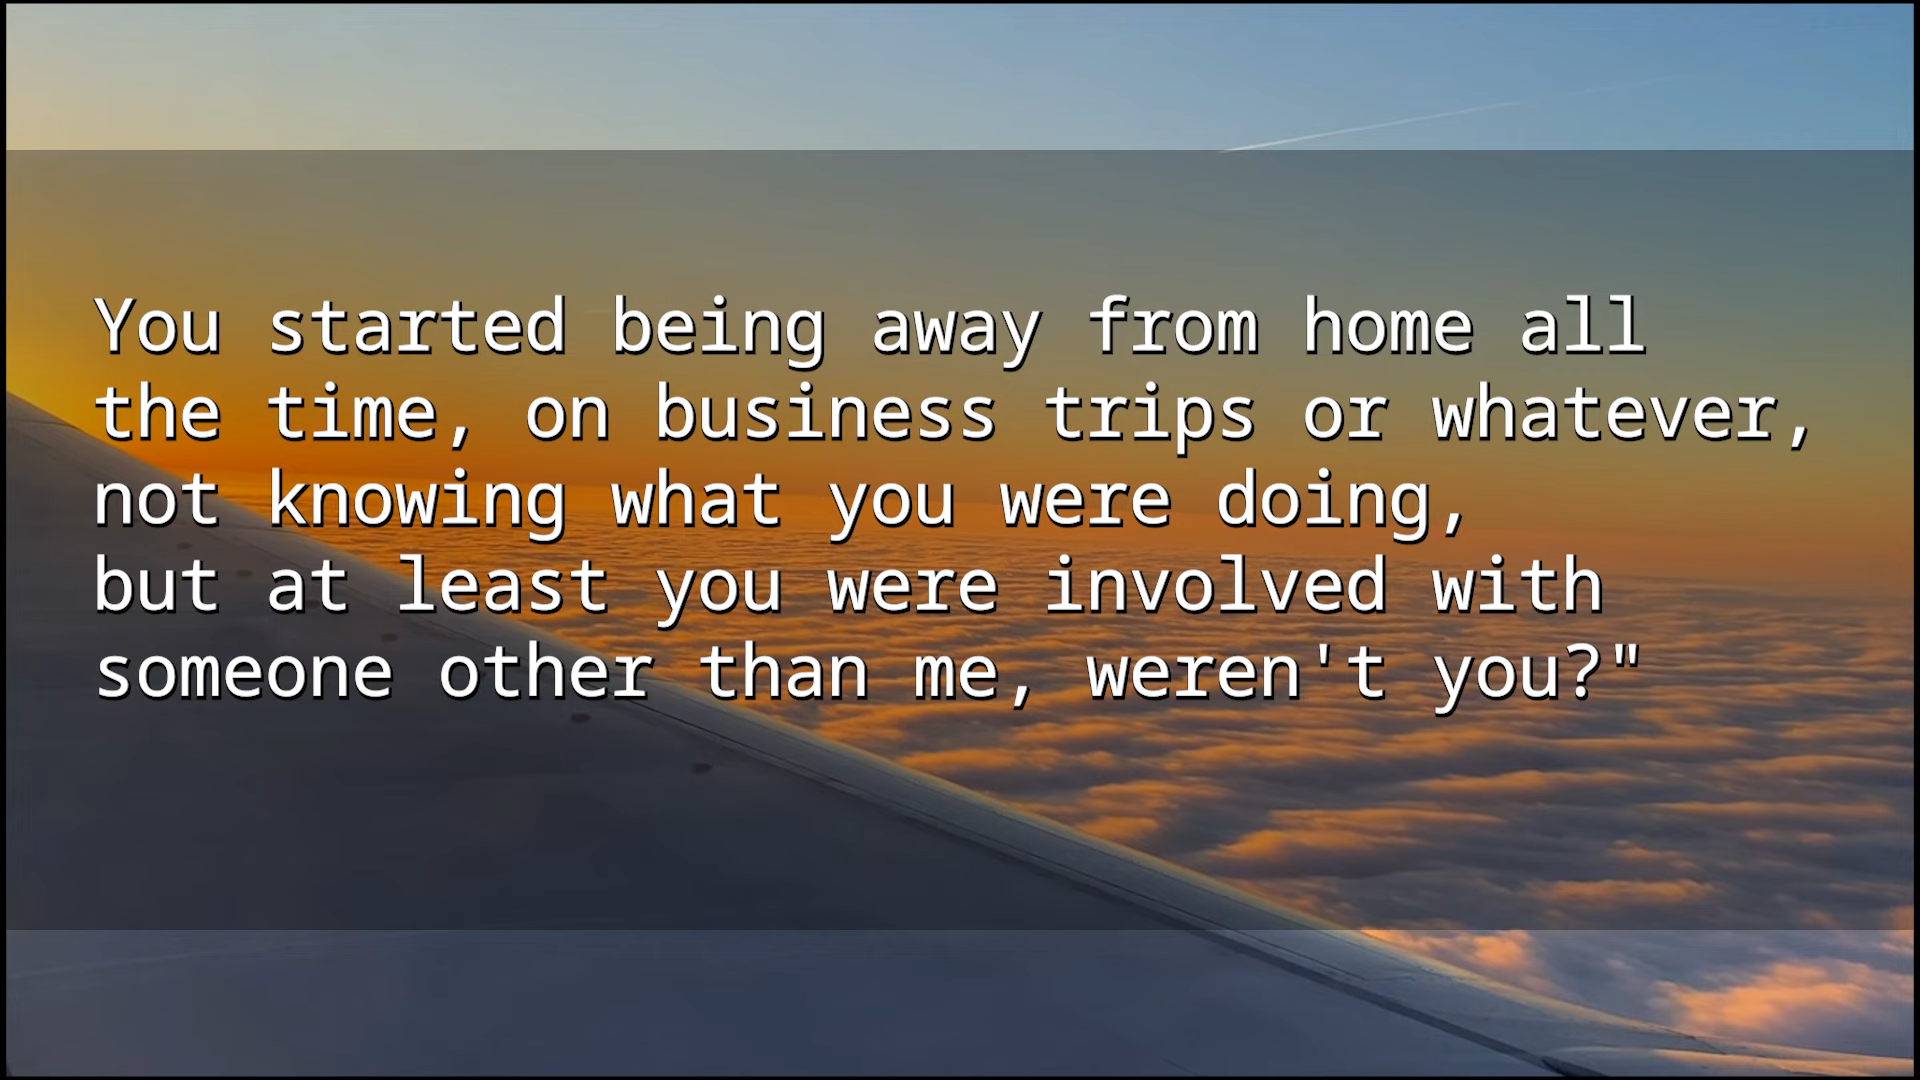 You started being away from home all
the time, on business trips or whatever,
not knowing what you were doing,
but at least you were involved with
someone other than me, weren't you?"